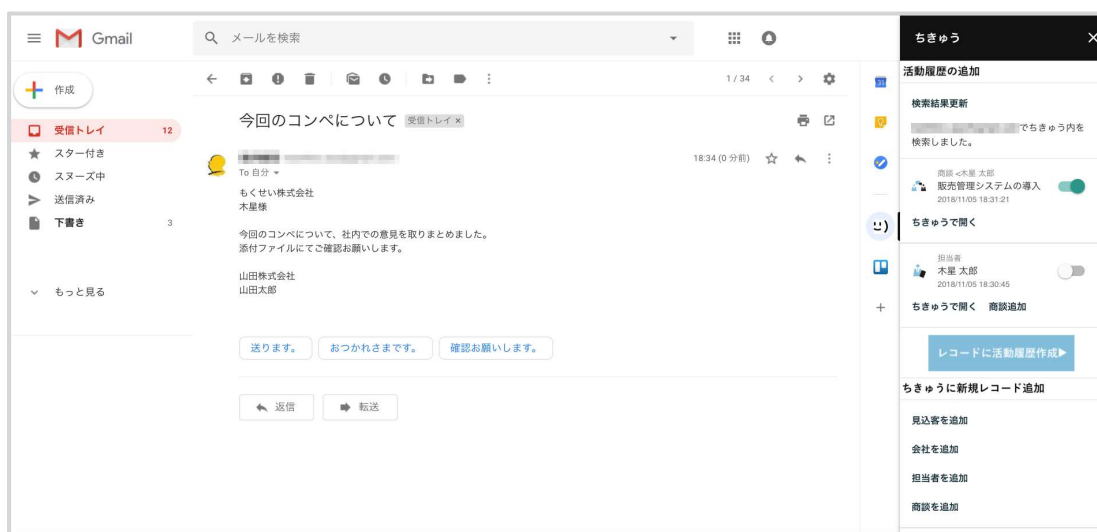 Gmail
メールを検索
ちきゅう
作成
受信トレイ 12
スター付き
スヌーズ中
送信済み
下書き 3
もっと見る
1 / 34
今回のコンペについて 受信トレイ ×
18:34 (0 分前)
To 自分
もくせい株式会社
木星様
今回のコンペについて、社内での意見を取りまとめました。
添付ファイルにてご確認お願いします。
山田株式会社
山田太郎
送ります。 おつかれさまです。 確認お願いします。
返信 転送
31
活動履歴の追加
検索結果更新
でちきゅう内を
検索しました。
商談 <木星 太郎
販売管理システムの導入
2018/11/05 18:31:21
ちきゅうで開く
担当者
木星 太郎
2018/11/05 18:30:45
ちきゅうで開く 商談追加
レコードに活動履歴作成▶
ちきゅうに新規レコード追加
見込客を追加
会社を追加
担当者を追加
商談を追加